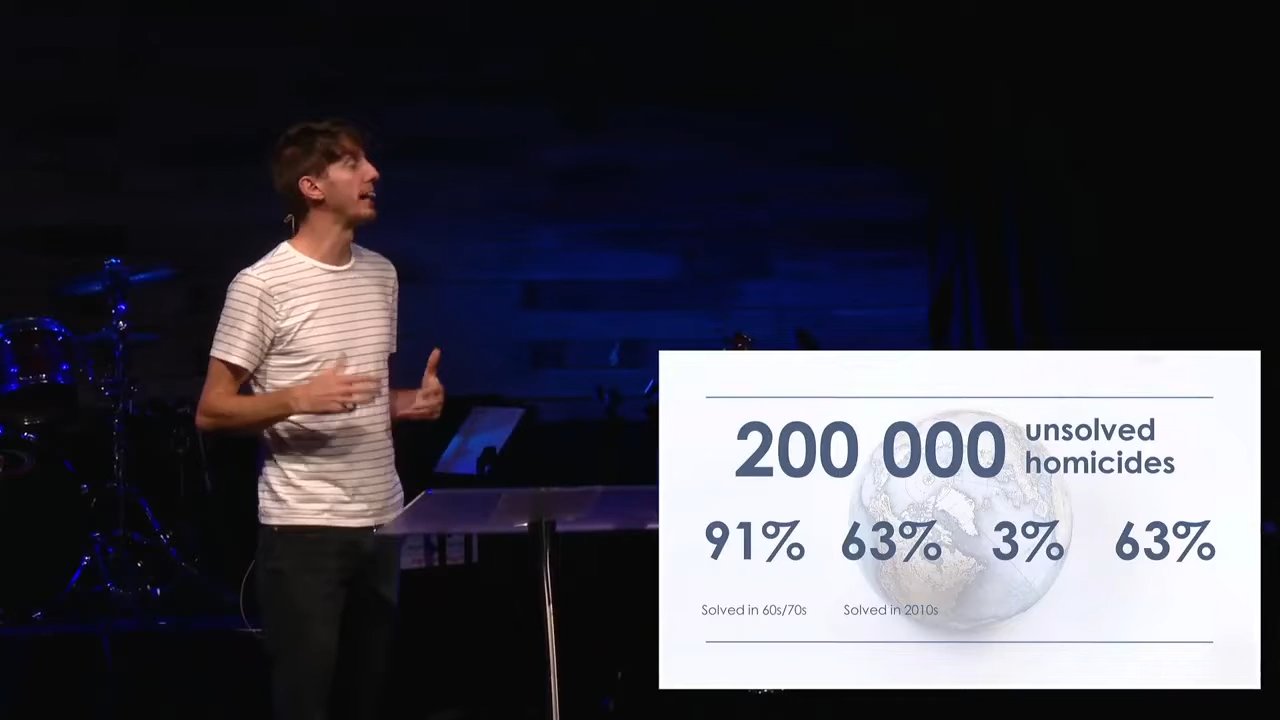 200 000 unsolved
homicides
91% 63% 3% 63%
Solved in 60s/70s Solved in 2010s